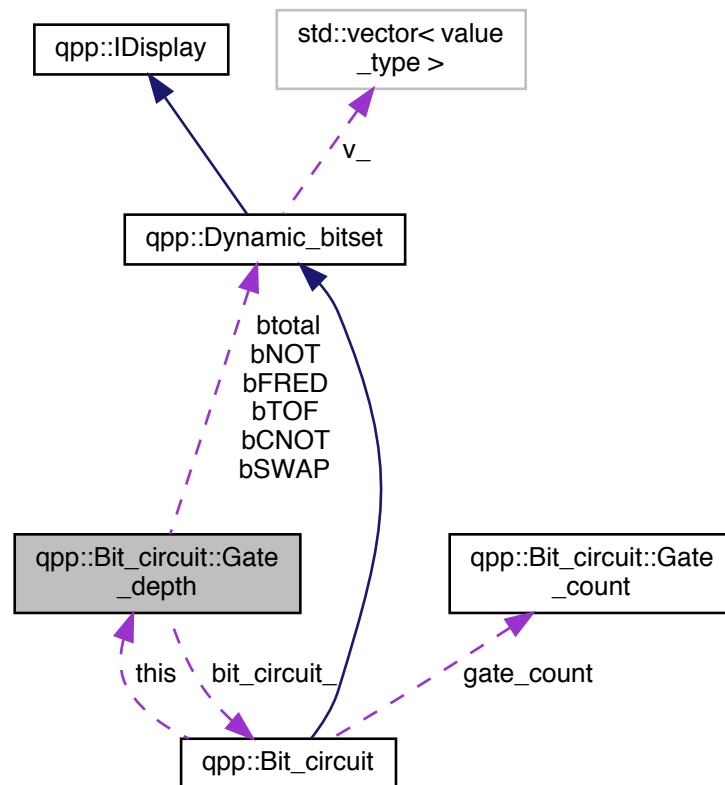 qpp::IDisplay
std::vector< value
_type >
v_
qpp::Dynamic_bitset
btotal
bNOT
bFRED
bTOF
bCNOT
bSWAP
qpp::Bit_circuit::Gate
_depth
qpp::Bit_circuit::Gate
_count
this
bit_circuit_
gate_count
qpp::Bit_circuit